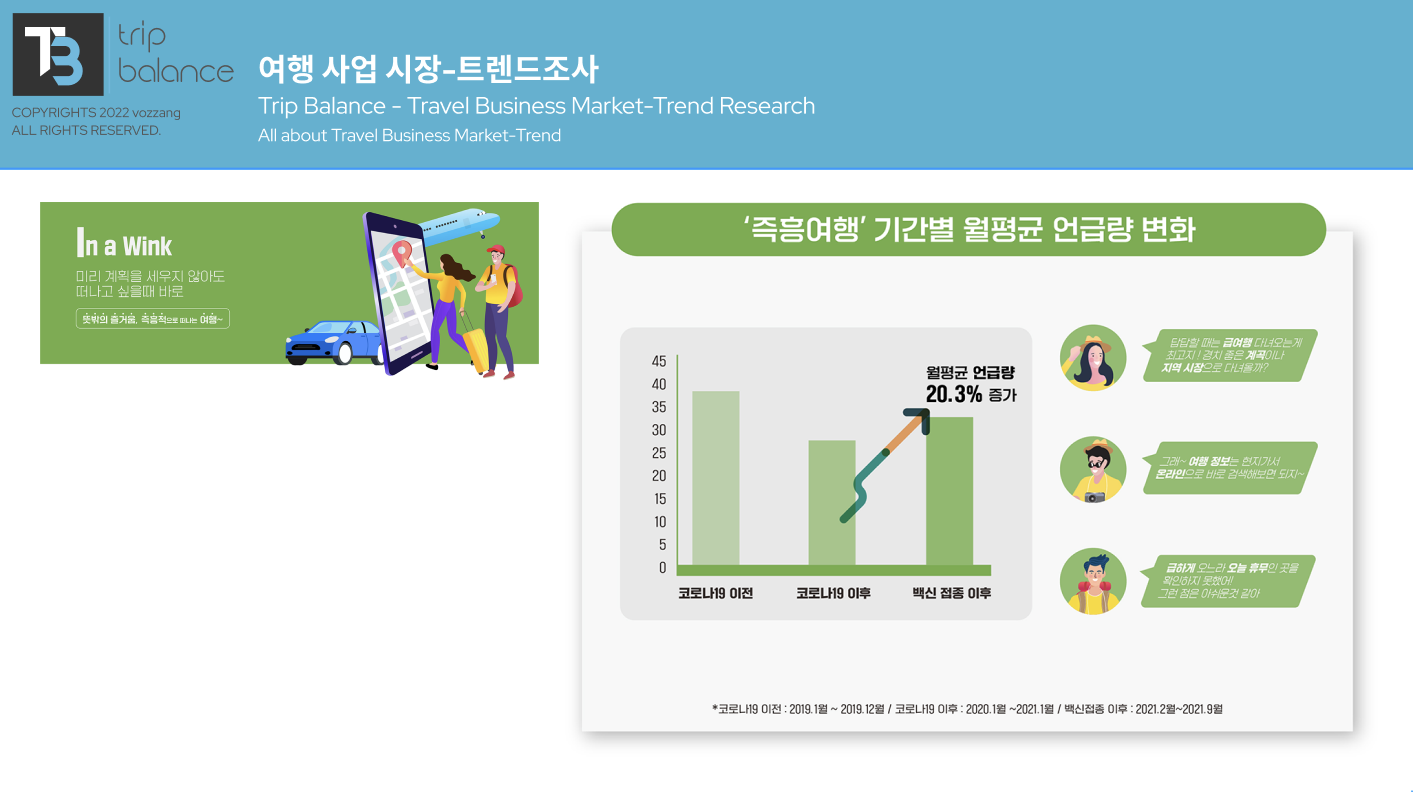 TB
trip
balance
COPYRIGHTS 2022 vozzang
ALL RIGHTS RESERVED.
여행 사업 시장-트렌드조사
Trip Balance - Travel Business Market-Trend Research
All about Travel Business Market-Trend
In a Wink
미리 계획을 세우지 않아도
떠나고 싶을때 바로
뜻밖의 즐거움, 즉흥적으로 떠나는 여행~
‘즉흥여행’ 기간별 월평균 언급량 변화
45
40
35
30
25
20
15
10
5
0
월평균 언급량
20.3% 증가
코로나19 이전
코로나19 이후
백신 접종 이후
답답할 때는 급여행 다녀오는게
최고지! 경치 좋은 계곡이나
지역 시장으로 다녀올까?
그래~ 여행 정보는 현지가서
온라인으로 바로 검색해보면 되지~
급하게 오느라 오늘 휴무인 곳을
확인하지 못했어!
그런 점은 아쉬운것 같아
*코로나19 이전 : 2019.1월 ~ 2019.12월 / 코로나19 이후 : 2020.1월 ~2021.1월 / 백신접종 이후 : 2021.2월~2021.9월